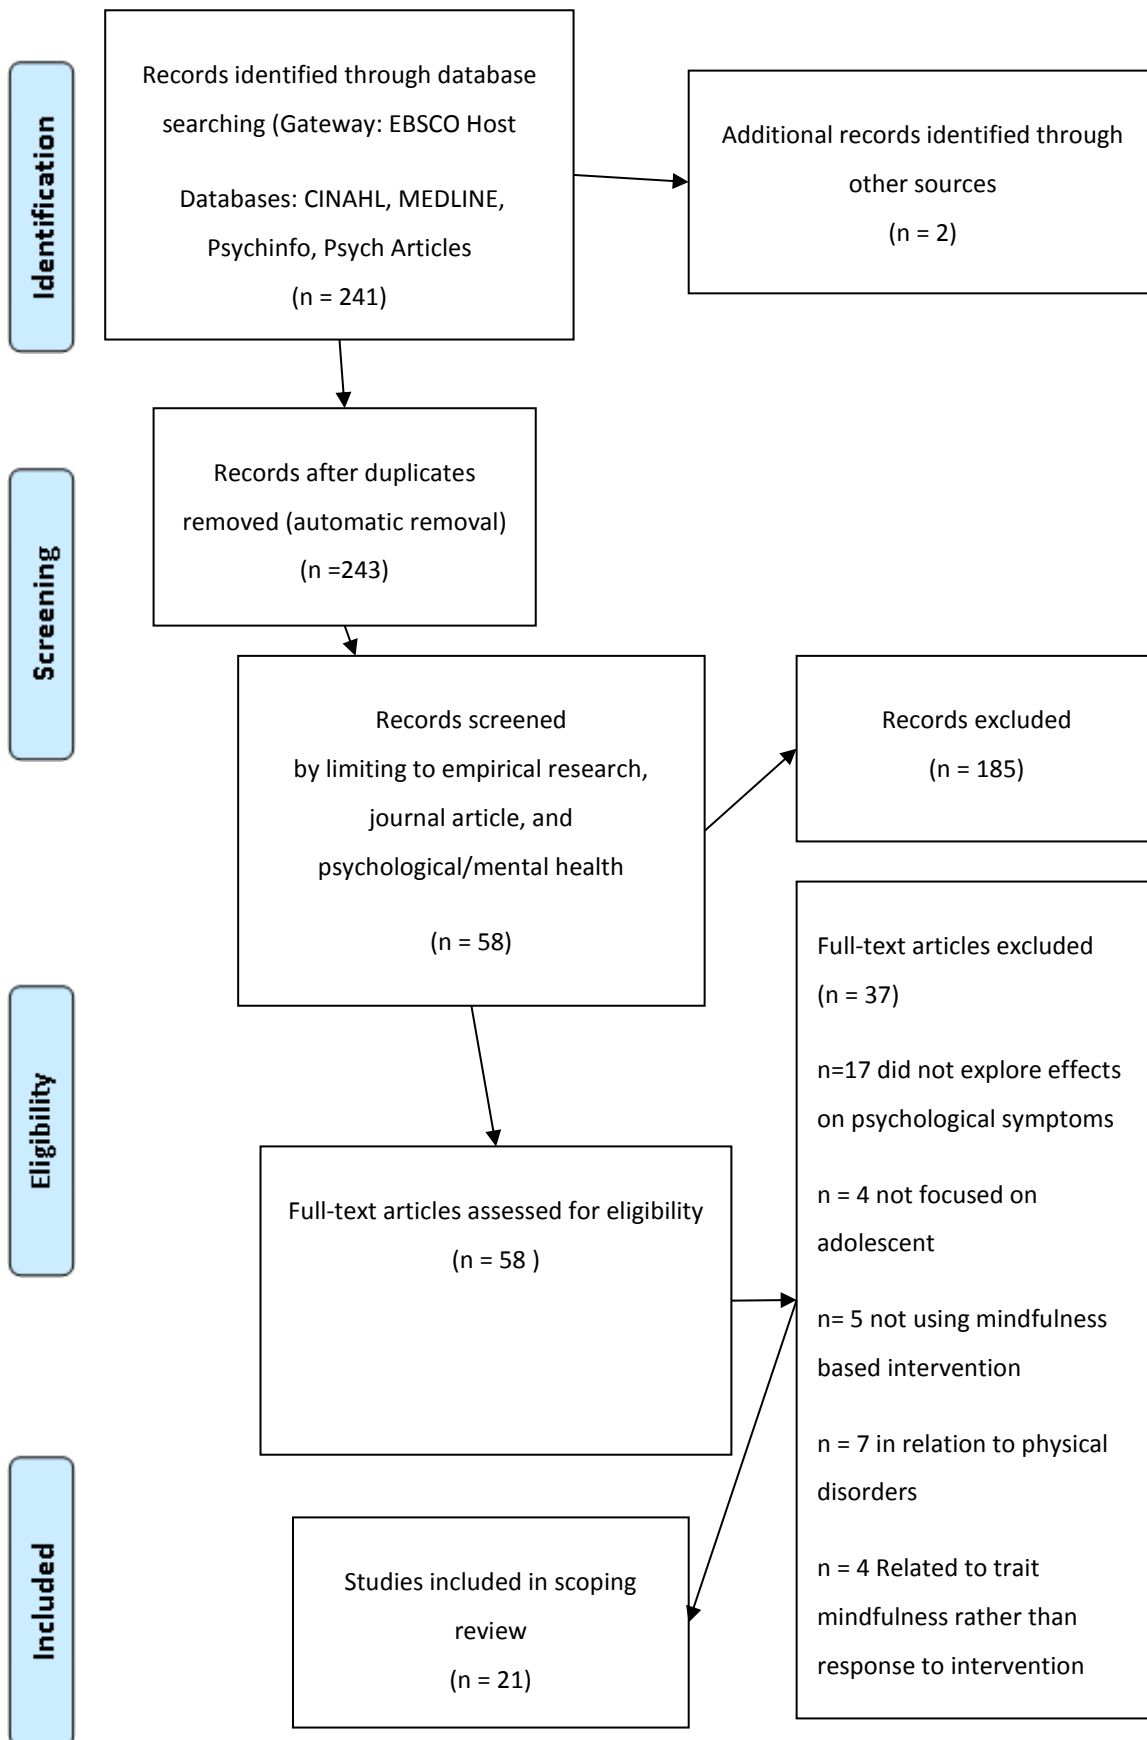 Identification
Records identified through database
searching (Gateway: EBSCO Host
Databases: CINAHL, MEDLINE,
Psychinfo, Psych Articles
(n = 241)
Additional records identified through
other sources
(n = 2)
Screening
Records after duplicates
removed (automatic removal)
(n =243)
Records screened
by limiting to empirical research,
journal article, and
psychological/mental health
(n = 58)
Records excluded
(n = 185)
Eligibility
Full-text articles assessed for eligibility
(n = 58 )
Full-text articles excluded
(n = 37)
n=17 did not explore effects
on psychological symptoms
n = 4 not focused on
adolescent
n= 5 not using mindfulness
based intervention
n = 7 in relation to physical
disorders
n = 4 Related to trait
mindfulness rather than
response to intervention
Included
Studies included in scoping
review
(n = 21)